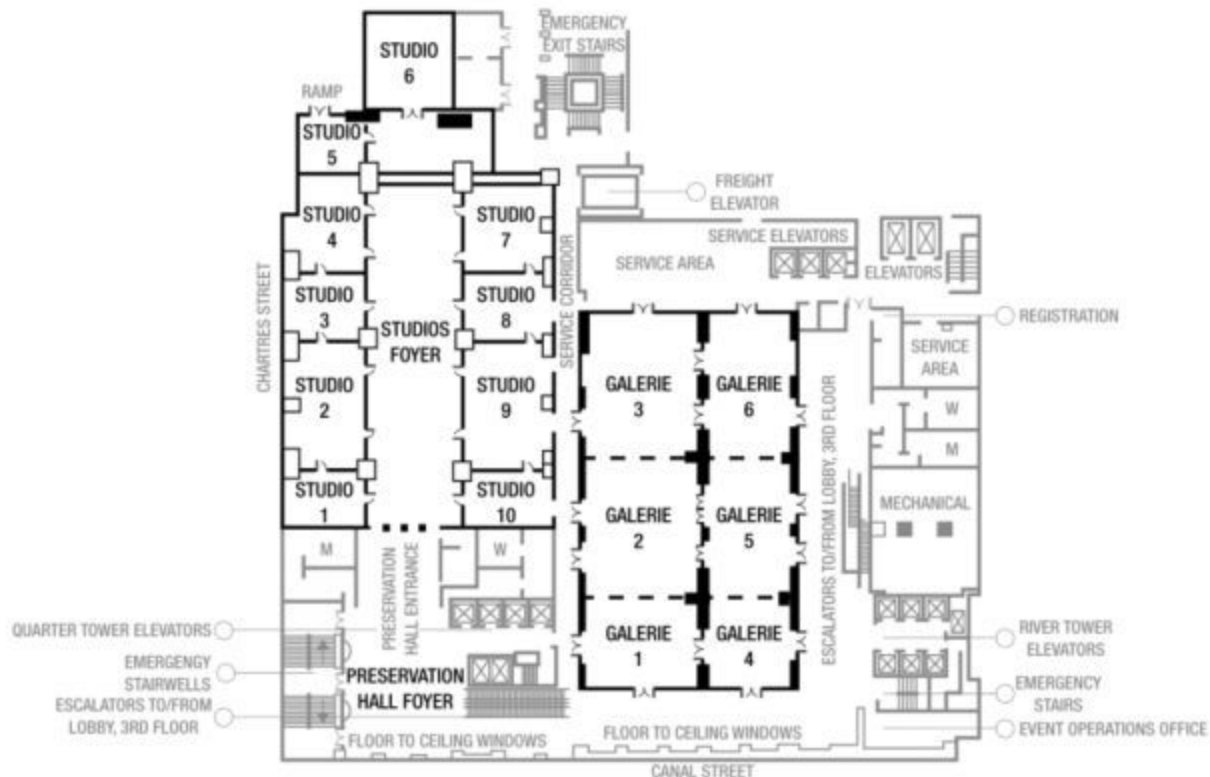 EMERGENCY
EXIT STAIRS
STUDIO
6
RAMP
STUDIO
5
FREIGHT
ELEVATOR
STUDIO
4
STUDIO
7
SERVICE ELEVATORS
SERVICE AREA
ELEVATORS
CHARTRES STREET
STUDIO
3
STUDIOS
FOYER
STUDIO
8
SERVICE CORRIDOR
REGISTRATION
SERVICE
AREA
STUDIO
2
STUDIO
9
GALERIE
3
GALERIE
6
ESCALATORS TO/FROM LOBBY, 3RD FLOOR
W
M
STUDIO
1
STUDIO
10
GALERIE
2
GALERIE
5
MECHANICAL
M
PRESERVATION
HALL ENTRANCE
W
QUARTER TOWER ELEVATORS
GALERIE
1
GALERIE
4
RIVER TOWER
ELEVATORS
EMERGENGY
STAIRWELLS
PRESERVATION
HALL FOYER
EMERGENCY
STAIRS
ESCALATORS TO/FROM
LOBBY, 3RD FLOOR
EVENT OPERATIONS OFFICE
FLOOR TO CEILING WINDOWS
FLOOR TO CEILING WINDOWS
CANAL STREET